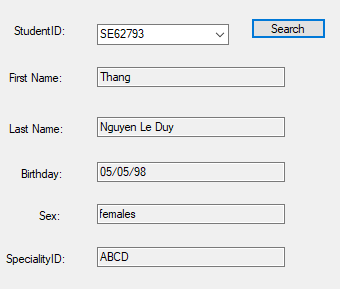 StudentID: SE62793 Search
First Name: Thang
Last Name: Nguyen Le Duy
Birthday: 05/05/98
Sex: females
SpecialityID: ABCD